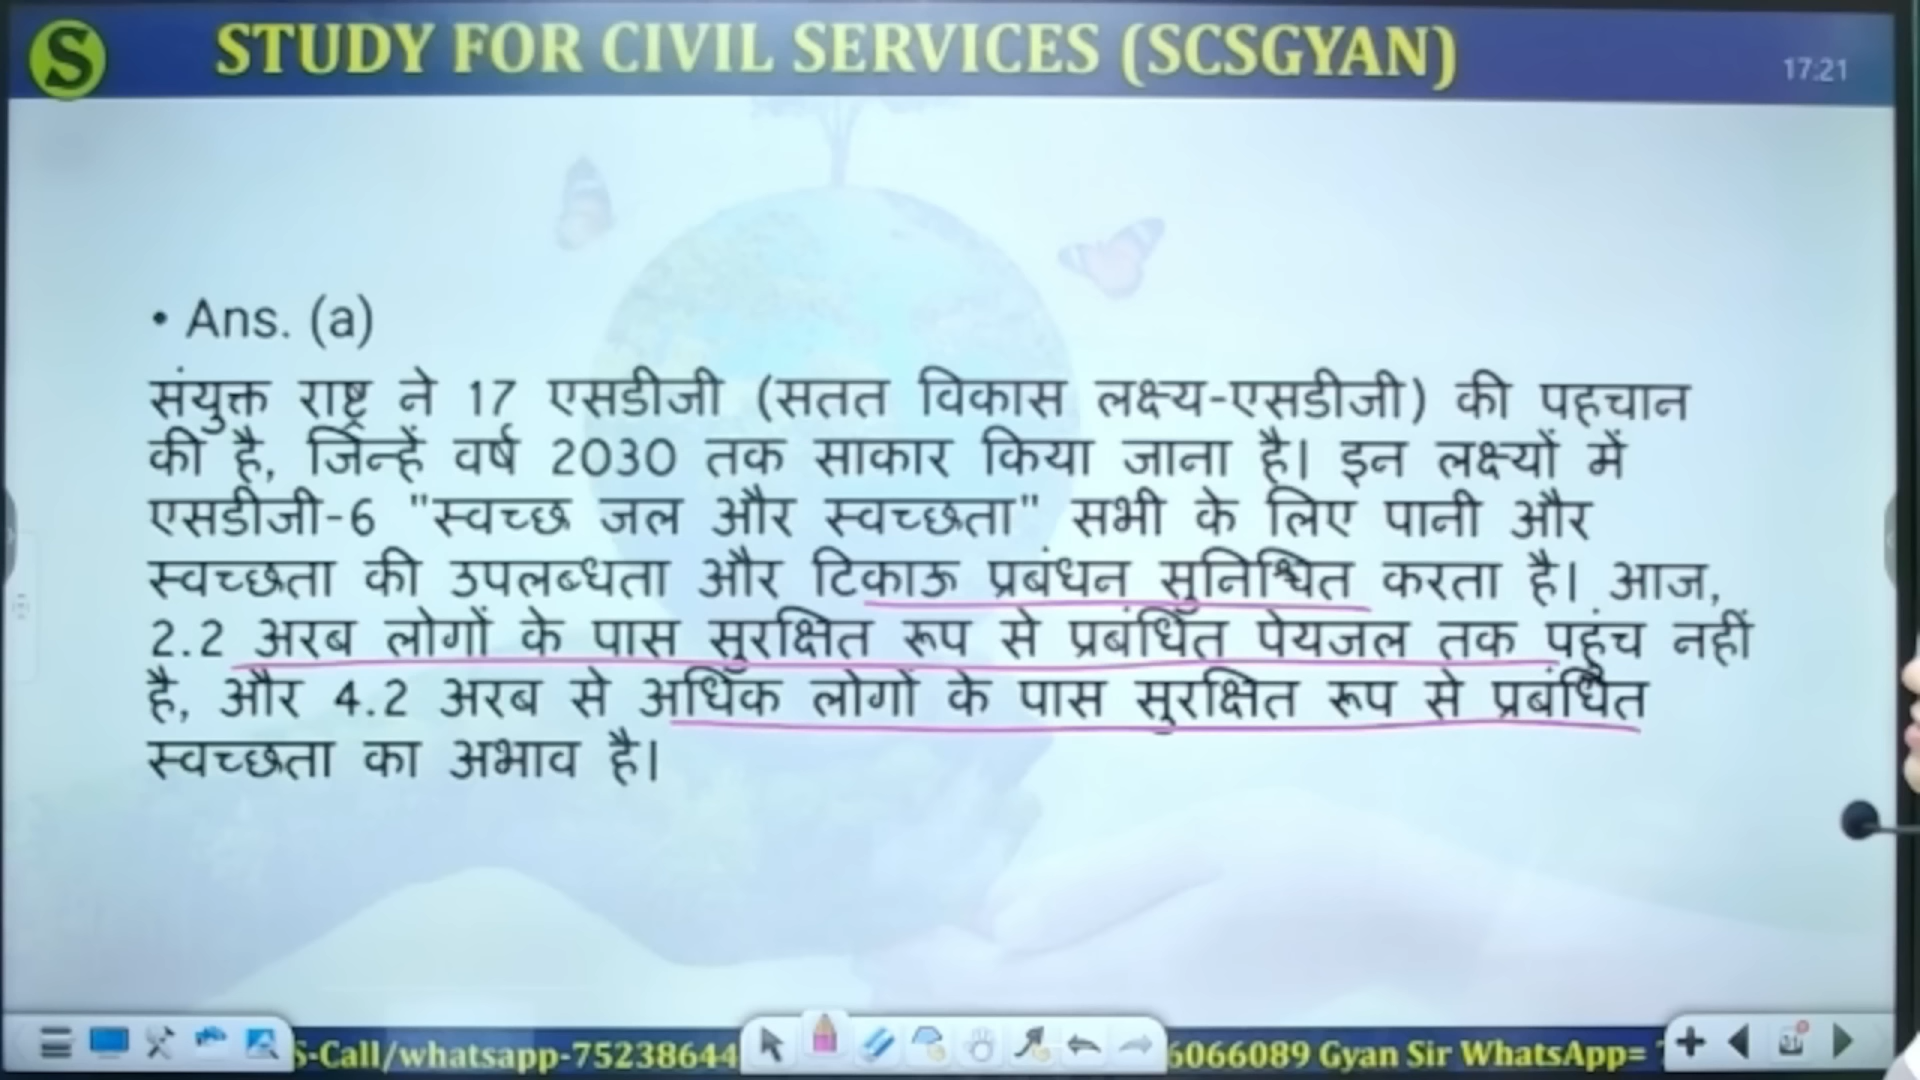 S STUDY FOR CIVIL SERVICES (SCSGYAN)
17:21
• Ans. (a)
संयुक्त राष्ट्र ने 17 एसडीजी (सतत विकास लक्ष्य-एसडीजी) की पहचान
की है, जिन्हें वर्ष 2030 तक साकार किया जाना है। इन लक्ष्यों में
एसडीजी-6 "स्वच्छ जल और स्वच्छता" सभी के लिए पानी और
स्वच्छता की उपलब्धता और टिकाऊ प्रबंधन सुनिश्चित करता है। आज,
2.2 अरब लोगों के पास सुरक्षित रूप से प्रबंधित पेयजल तक पहुंच नहीं
है, और 4.2 अरब से अधिक लोगों के पास सुरक्षित रूप से प्रबंधित
स्वच्छता का अभाव है।
S-Call/whatsapp-75238644 6066089 Gyan Sir WhatsApp=